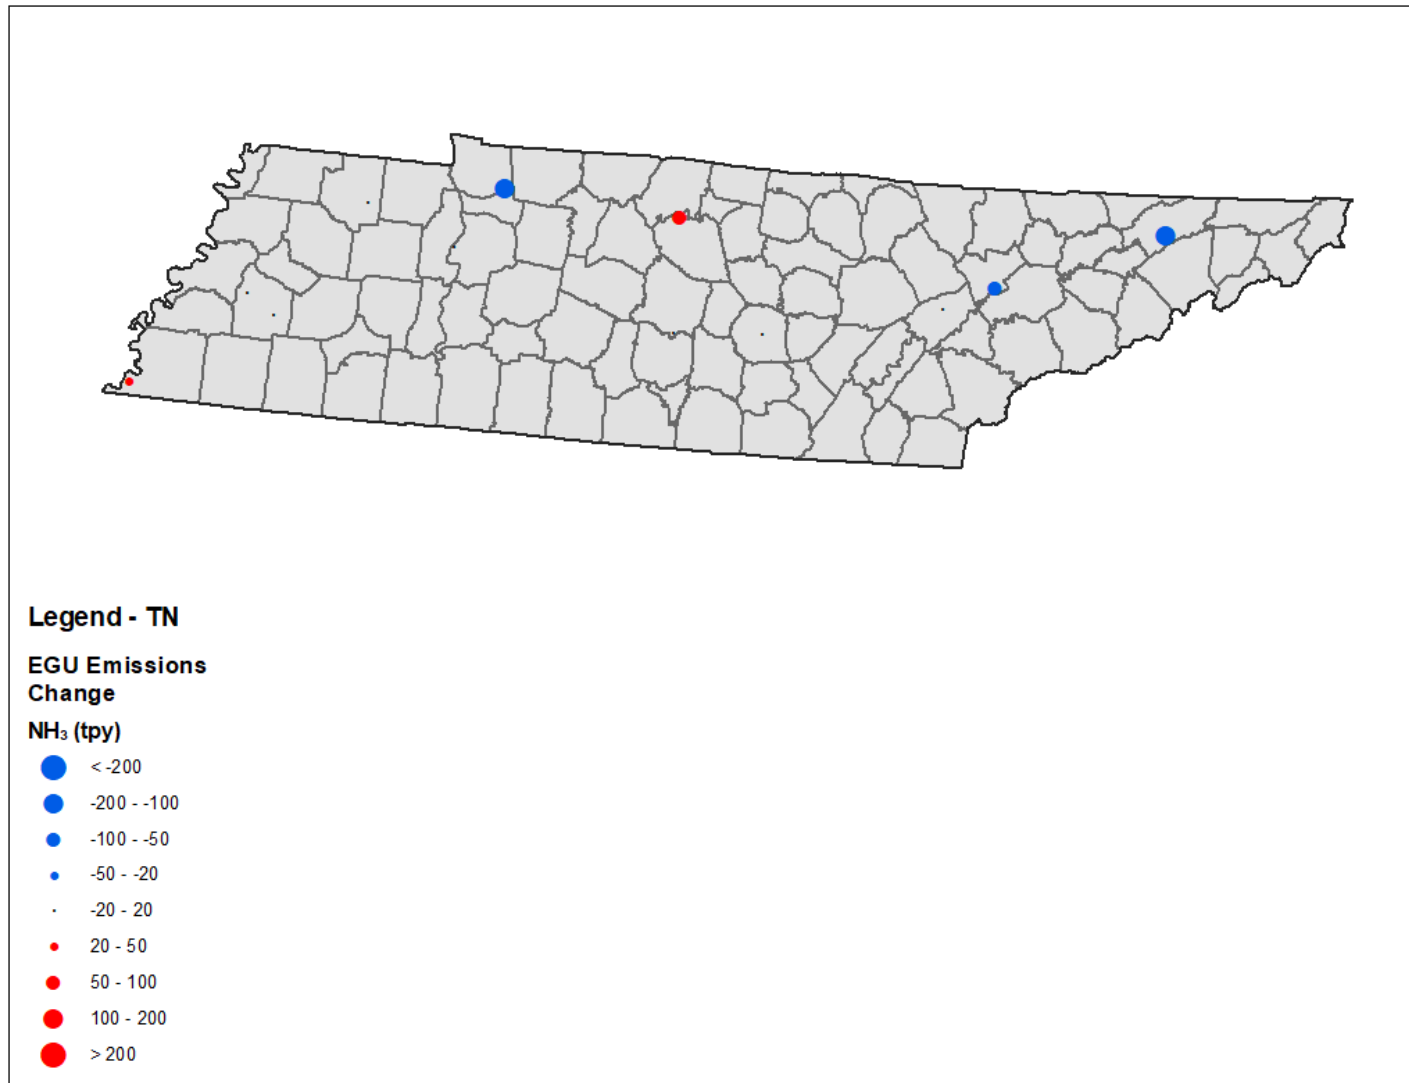 Legend - TN
EGU Emissions
Change
NH₃ (tpy)
< -200
-200 - -100
-100 - -50
-50 - -20
-20 - 20
20 - 50
50 - 100
100 - 200
> 200